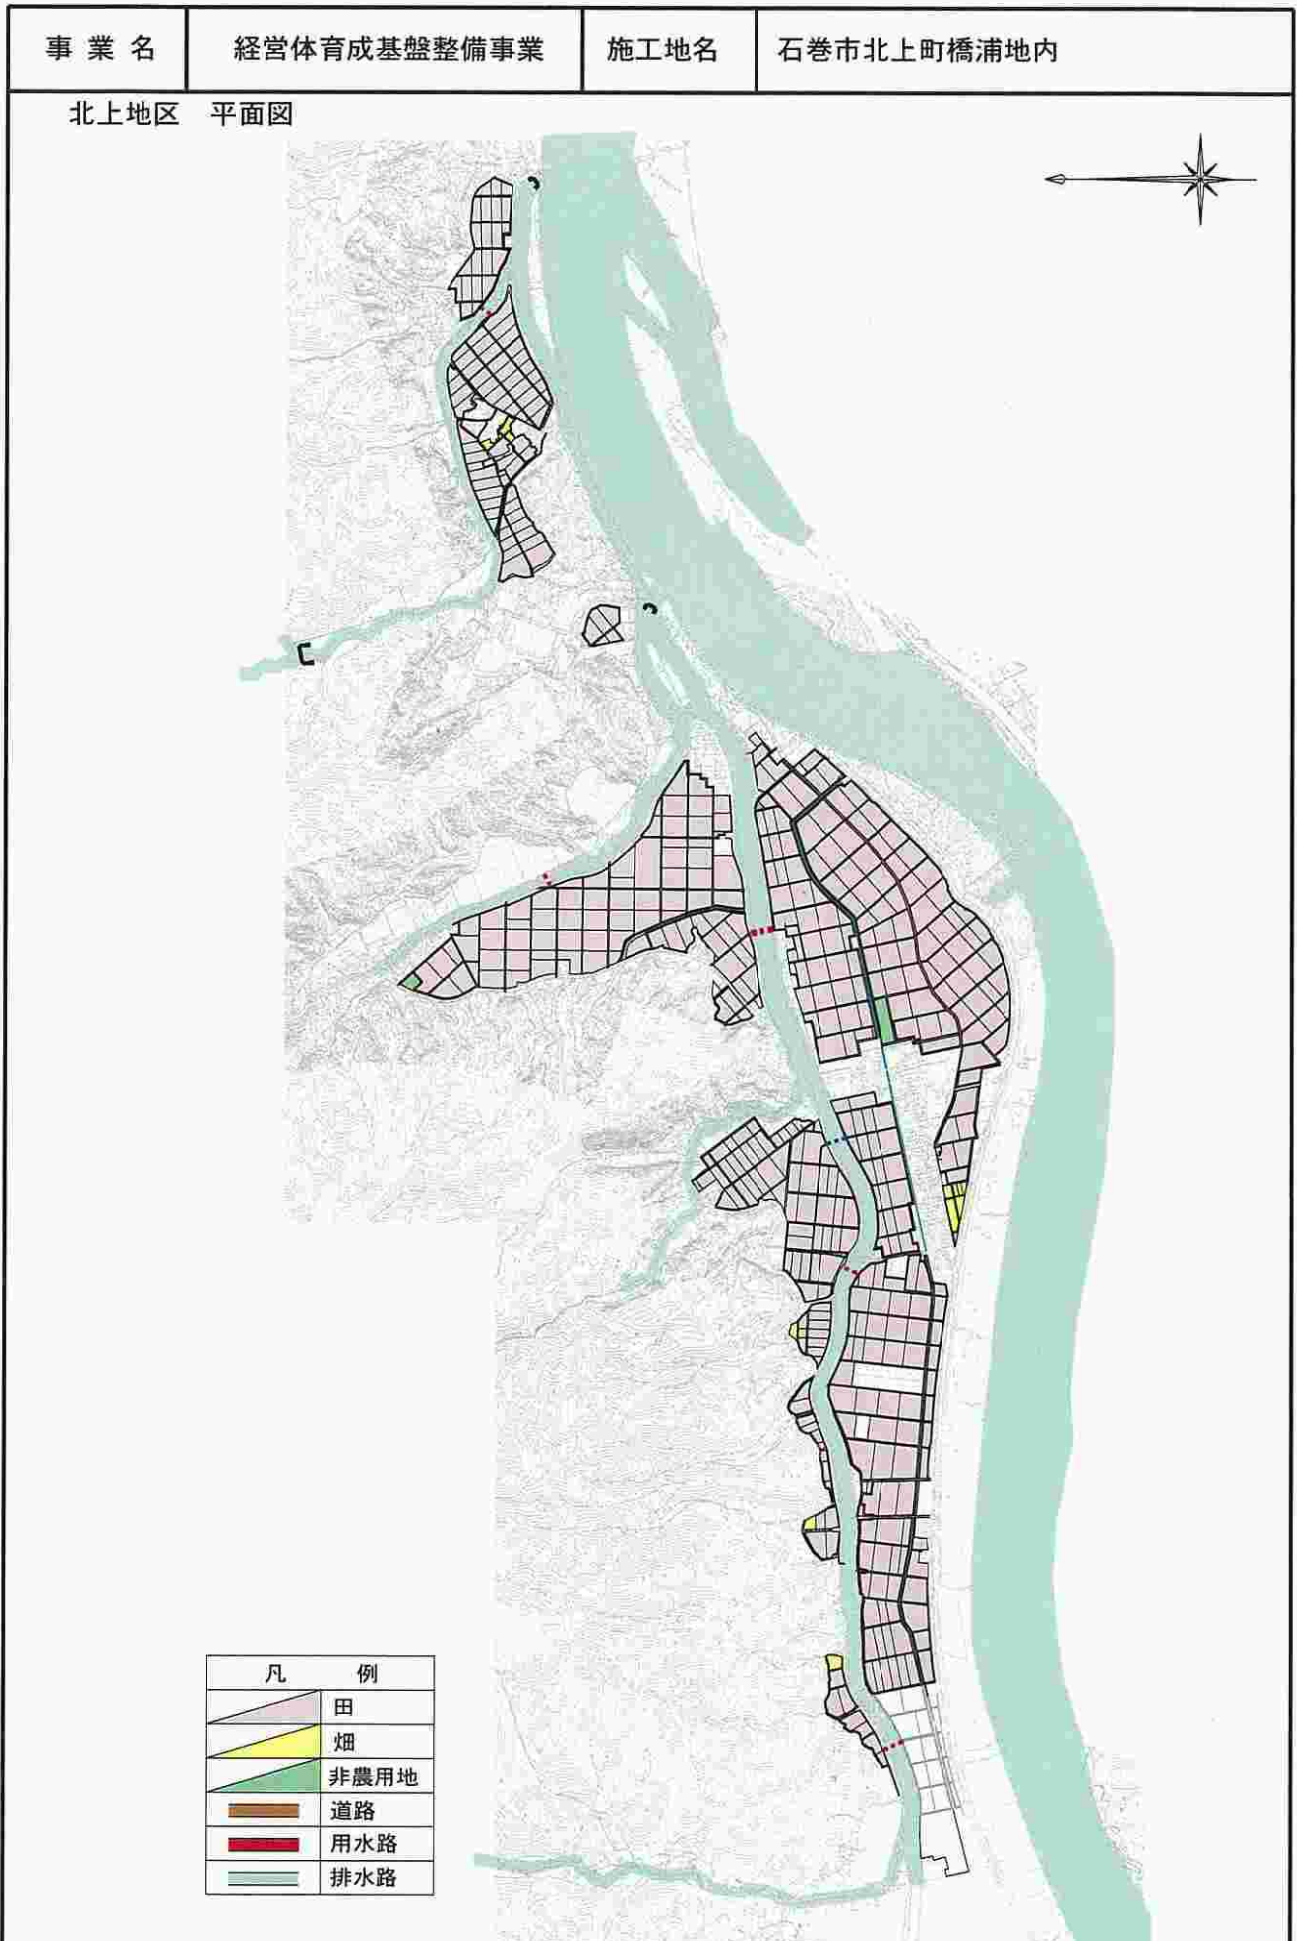 事業名 経営体育成基盤整備事業 施工地名 石巻市北上町橋浦地内
北上地区 平面図
凡例
田
畑
非農用地
道路
用水路
排水路